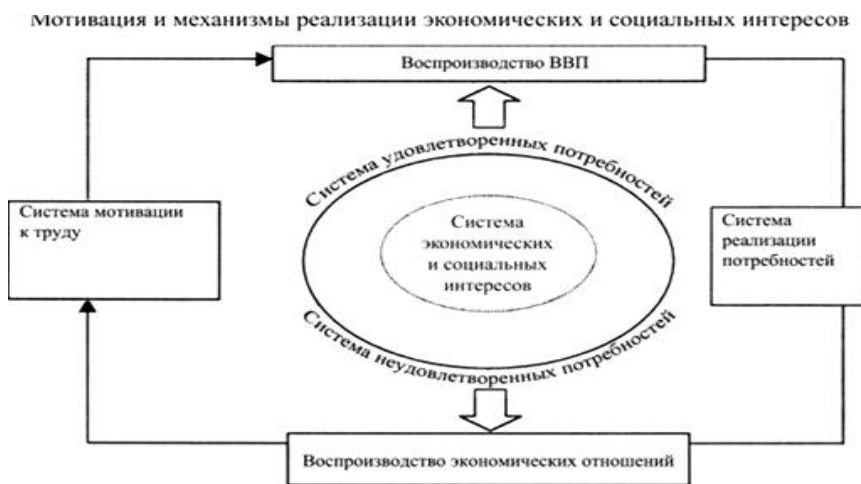 Мотивация и механизмы реализации экономических и социальных интересов
Воспроизводство ВВП
Система удовлетворенных потребностей
Система мотивации
к труду
Система
экономических
и социальных
интересов
Система
реализации
потребностей
Система неудовлетворенных потребностей
Воспроизводство экономических отношений